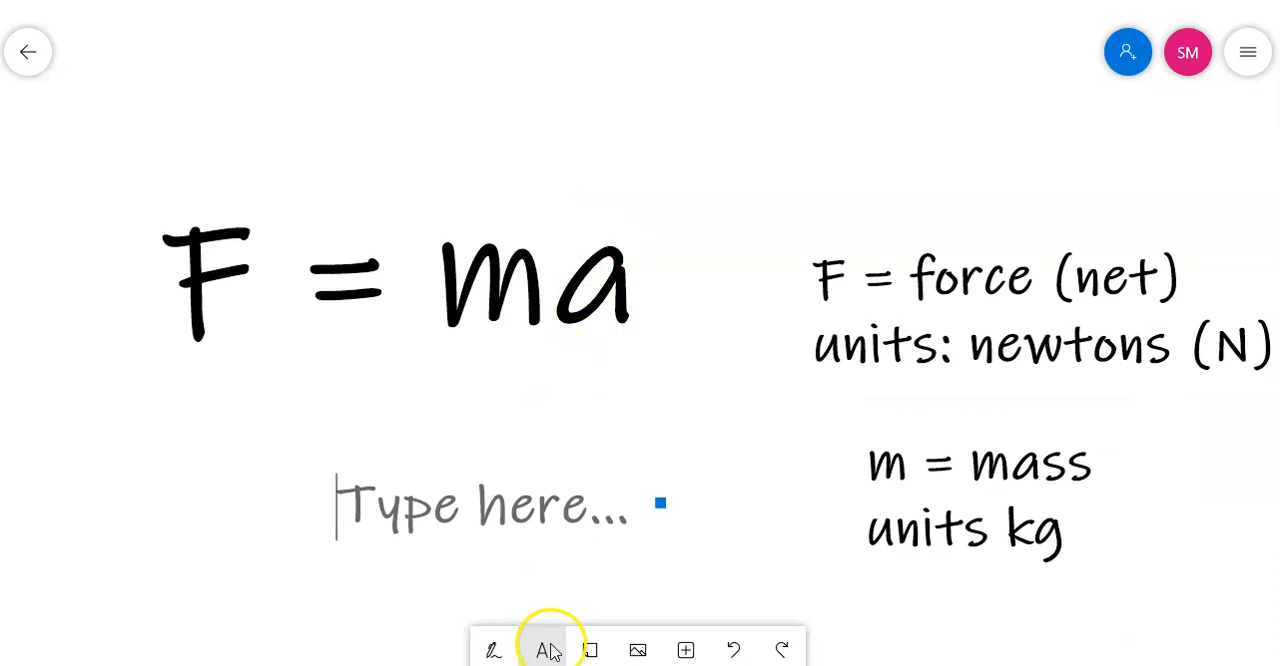 SM
F = ma
F = force (net)
units: newtons (N)
m = mass
units kg
Type here...
A